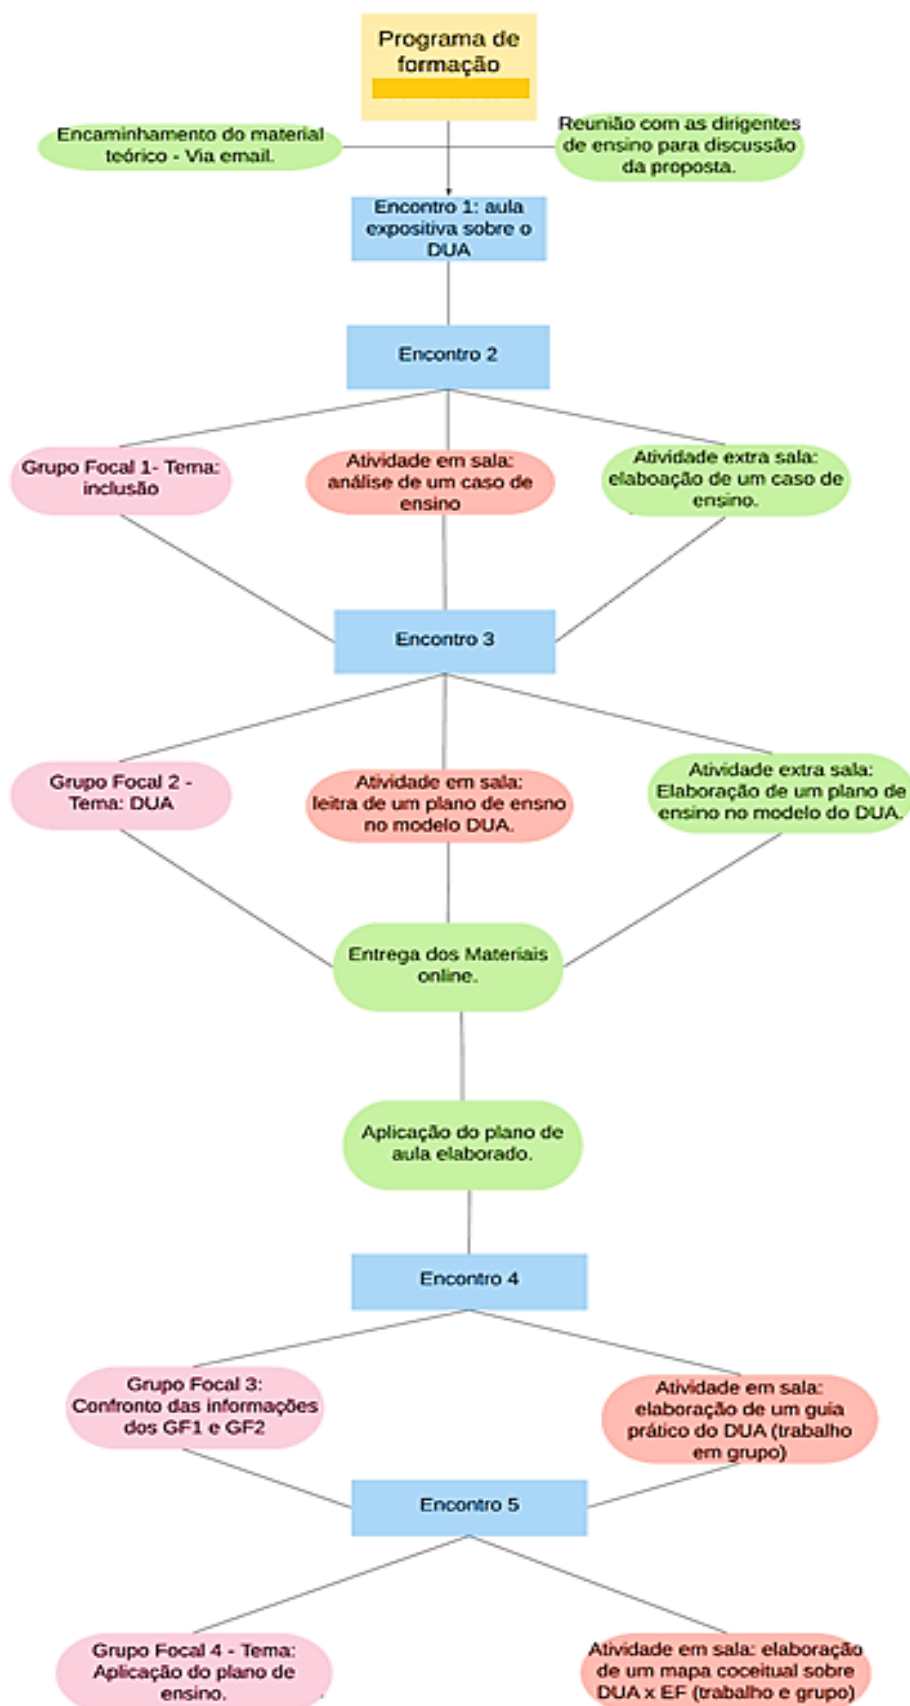 Programa de
formação
Encaminhamento do material
teórico - Via email.
Reunião com as dirigentes
de ensino para discussão
da proposta.
Encontro 1: aula
expositiva sobre o
DUA
Encontro 2
Grupo Focal 1- Tema:
inclusão
Atividade em sala:
análise de um caso de
ensino
Atividade extra sala:
elaboação de um caso de
ensino.
Encontro 3
Grupo Focal 2 -
Tema: DUA
Atividade em sala:
leitra de um plano de ensno
no modelo DUA.
Atividade extra sala:
Elaboração de um plano de
ensino no modelo do DUA.
Entrega dos Materiais
online.
Aplicação do plano de
aula elaborado.
Encontro 4
Grupo Focal 3:
Confronto das informações
dos GF1 e GF2
Atividade em sala:
elaboração de um guia
prático do DUA (trabalho
em grupo)
Encontro 5
Grupo Focal 4 - Tema:
Aplicação do plano de
ensino.
Atividade em sala: elaboração
de um mapa coceitual sobre
DUA x EF (trabalho e grupo)